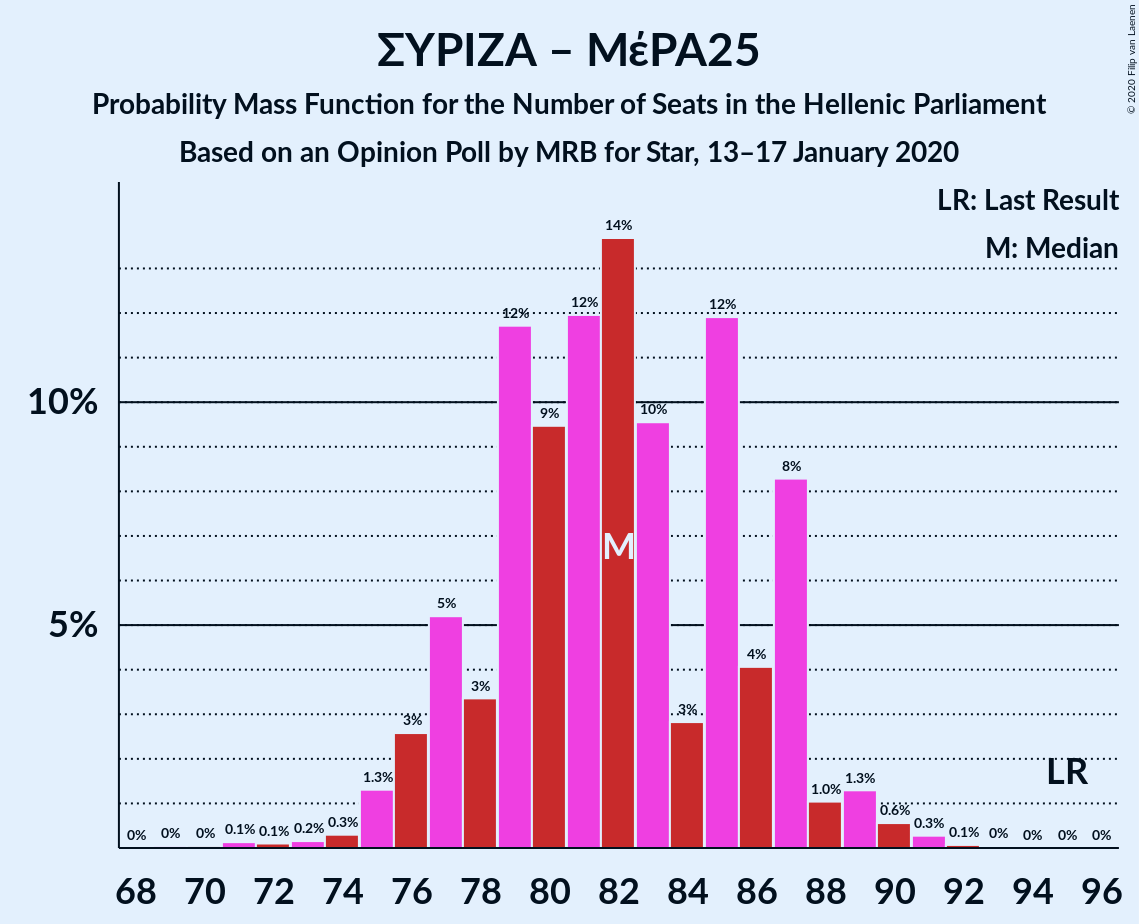 ΣΥΡΙΖΑ – ΜέΡΑ25
Probability Mass Function for the Number of Seats in the Hellenic Parliament
Based on an Opinion Poll by MRB for Star, 13–17 January 2020
© 2020 Filip van Laenen
LR: Last Result
M: Median
10%
5%
0% 0% 0% 0.1% 0.1% 0.2% 0.3% 1.3% 3% 5% 3% 12% 9% 12% 14% 10% 3% 12% 4% 8% 1.0% 1.3% 0.6% 0.3% 0.1% 0% 0% 0% 0%
M
LR
68 70 72 74 76 78 80 82 84 86 88 90 92 94 96